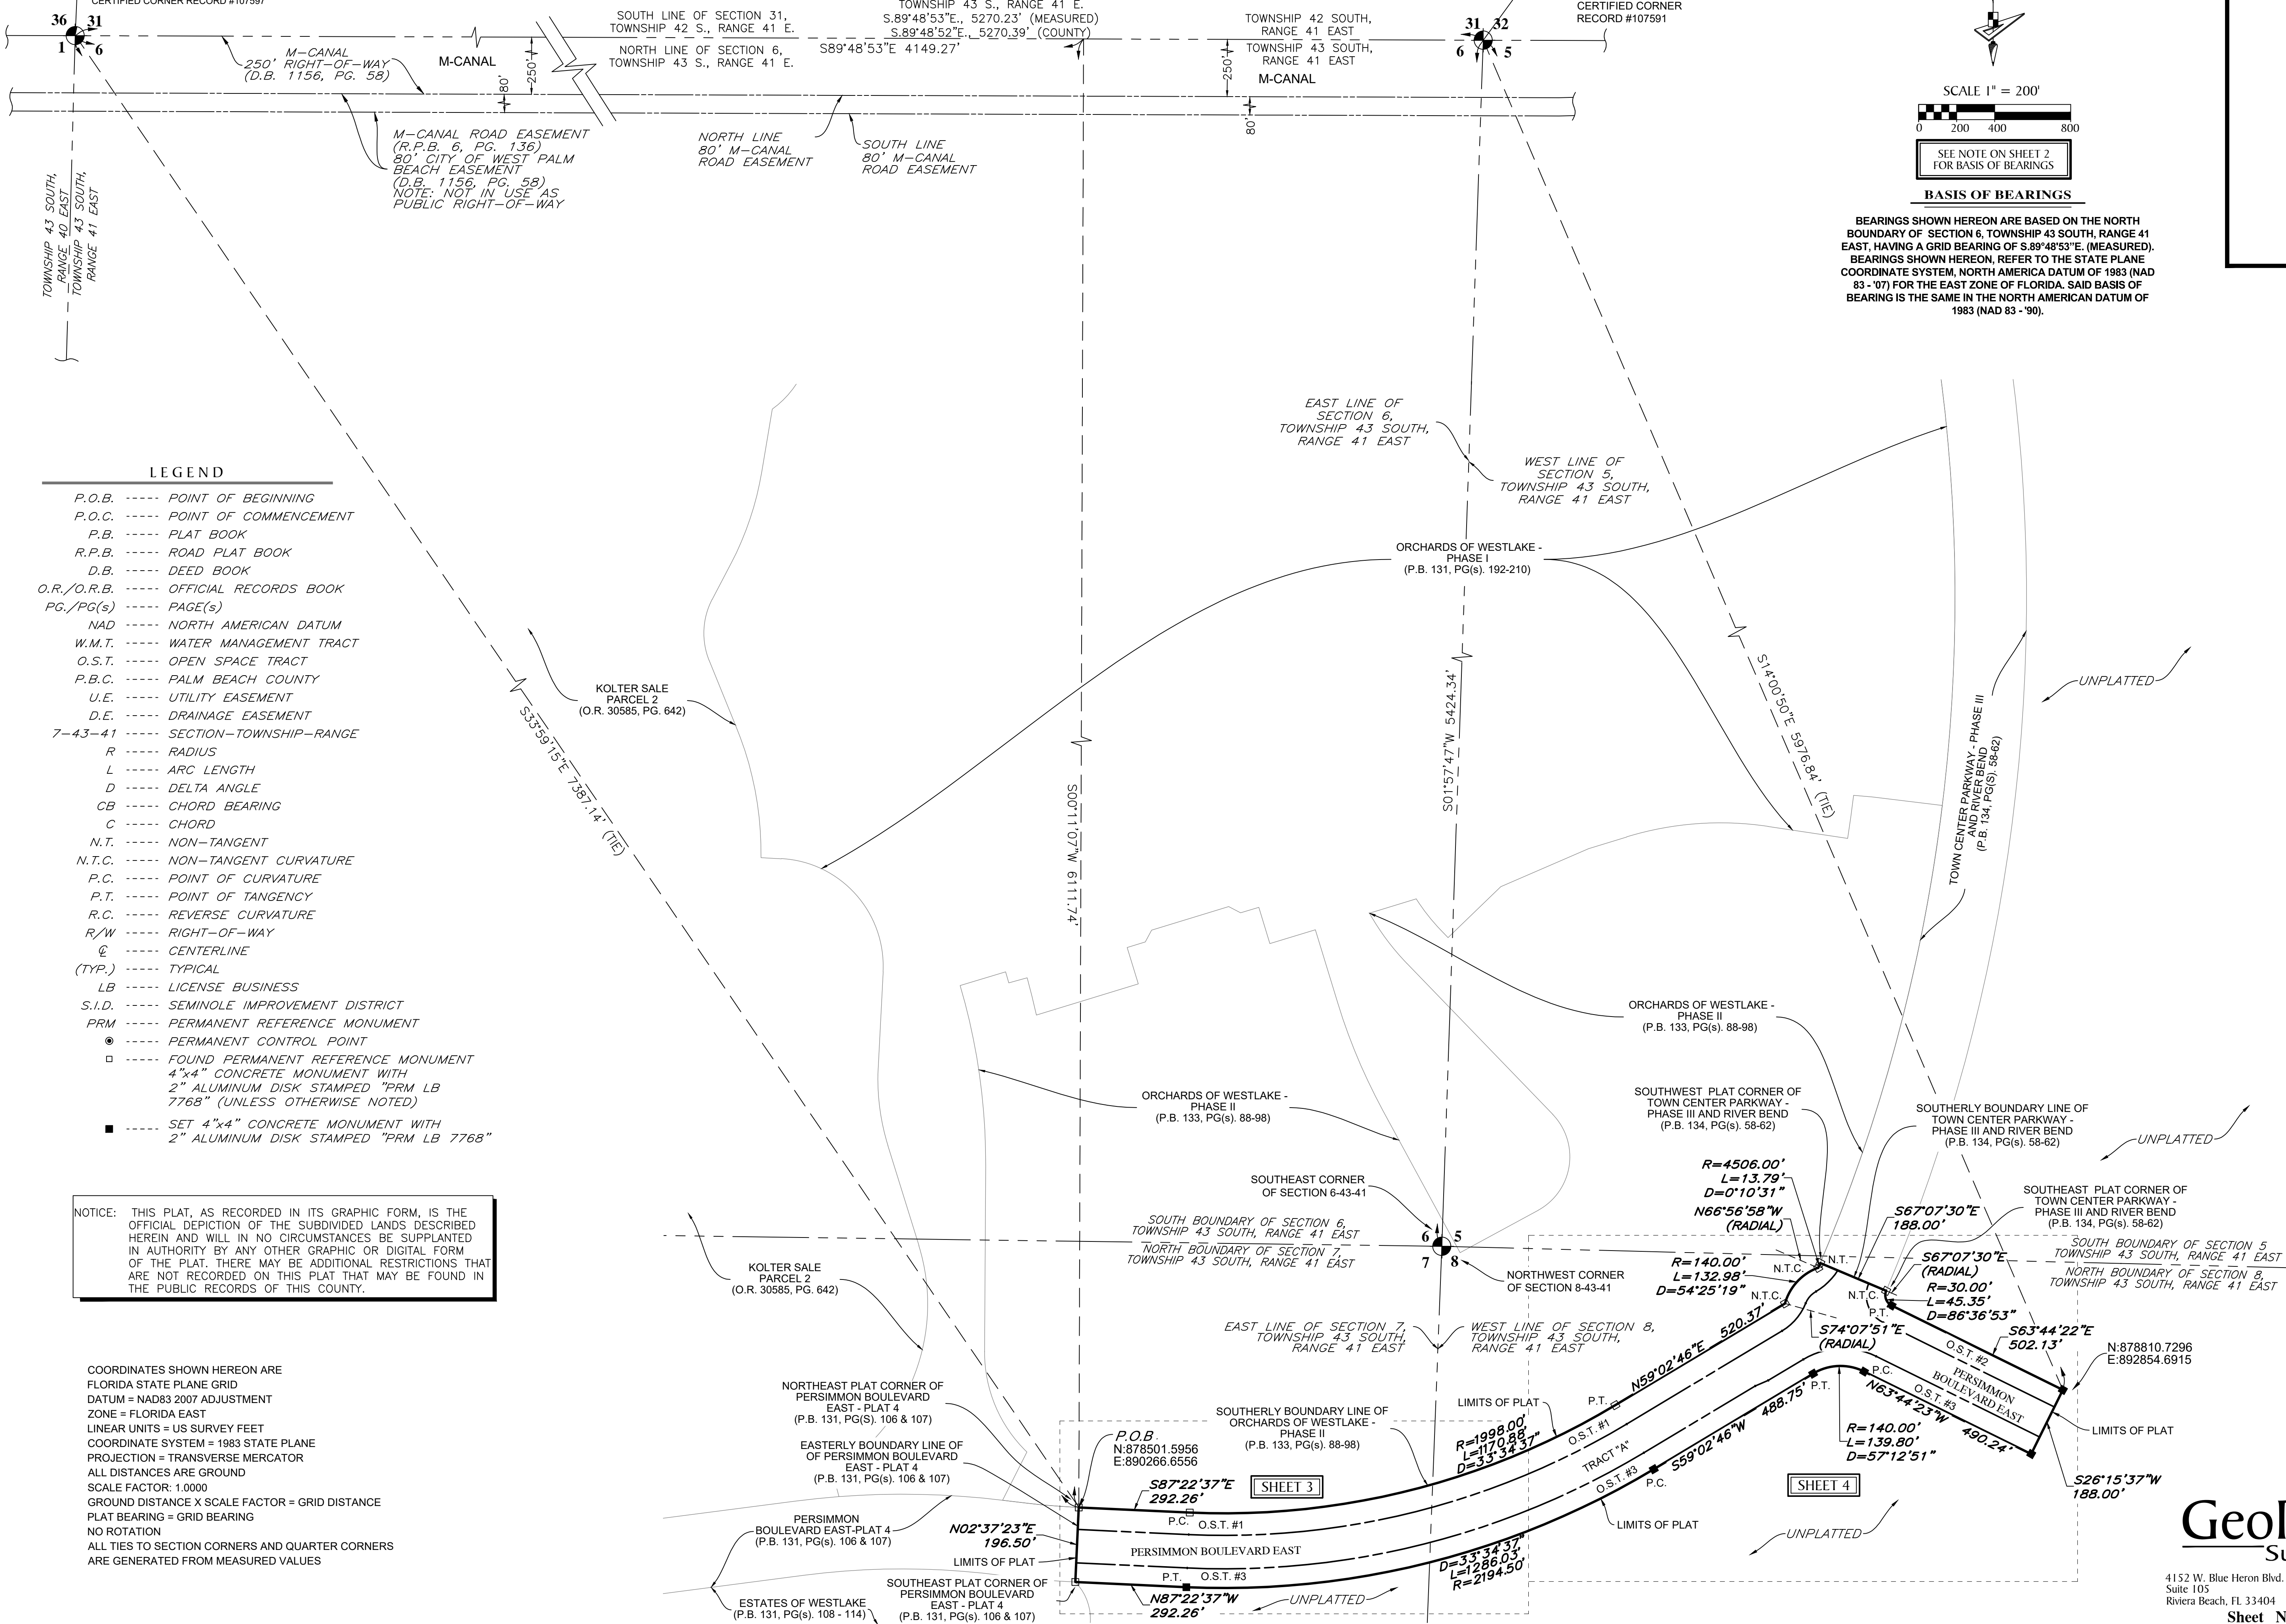 CERTIFIED CORNER RECORD #107597
36 31
1 6
M-CANAL
250' RIGHT-OF-WAY
(D.B. 1156, PG. 58)
M-CANAL
80'
250'
SOUTH LINE OF SECTION 31,
TOWNSHIP 42 S., RANGE 41 E.
NORTH LINE OF SECTION 6,
TOWNSHIP 43 S., RANGE 41 E.
TOWNSHIP 43 S., RANGE 41 E.
S.89°48'53"E., 5270.23' (MEASURED)
S.89°48'52"E., 5270.39' (COUNTY)
S89°48'53"E 4149.27'
TOWNSHIP 42 SOUTH,
RANGE 41 EAST
TOWNSHIP 43 SOUTH,
RANGE 41 EAST
250'
M-CANAL
80'
31 32
6 5
CERTIFIED CORNER
RECORD #107591
M-CANAL ROAD EASEMENT
(R.P.B. 6, PG. 136)
80' CITY OF WEST PALM
BEACH EASEMENT
(D.B. 1156, PG. 58)
NOTE: NOT IN USE AS
PUBLIC RIGHT-OF-WAY
NORTH LINE
80' M-CANAL
ROAD EASEMENT
SOUTH LINE
80' M-CANAL
ROAD EASEMENT
TOWNSHIP 43 SOUTH,
RANGE 40 EAST
TOWNSHIP 43 SOUTH,
RANGE 41 EAST
SCALE 1" = 200'
0 200 400 800
SEE NOTE ON SHEET 2
FOR BASIS OF BEARINGS
BASIS OF BEARINGS
BEARINGS SHOWN HEREON ARE BASED ON THE NORTH
BOUNDARY OF SECTION 6, TOWNSHIP 43 SOUTH, RANGE 41
EAST, HAVING A GRID BEARING OF S.89°48'53"E. (MEASURED).
BEARINGS SHOWN HEREON, REFER TO THE STATE PLANE
COORDINATE SYSTEM, NORTH AMERICA DATUM OF 1983 (NAD
83 - '07) FOR THE EAST ZONE OF FLORIDA. SAID BASIS OF
BEARING IS THE SAME IN THE NORTH AMERICAN DATUM OF
1983 (NAD 83 - '90).
LEGEND
P.O.B. ----- POINT OF BEGINNING
P.O.C. ----- POINT OF COMMENCEMENT
P.B. ----- PLAT BOOK
R.P.B. ----- ROAD PLAT BOOK
D.B. ----- DEED BOOK
O.R./O.R.B. ----- OFFICIAL RECORDS BOOK
PG./PG(s) ----- PAGE(s)
NAD ----- NORTH AMERICAN DATUM
W.M.T. ----- WATER MANAGEMENT TRACT
O.S.T. ----- OPEN SPACE TRACT
P.B.C. ----- PALM BEACH COUNTY
U.E. ----- UTILITY EASEMENT
D.E. ----- DRAINAGE EASEMENT
7-43-41 ----- SECTION-TOWNSHIP-RANGE
R ----- RADIUS
L ----- ARC LENGTH
D ----- DELTA ANGLE
CB ----- CHORD BEARING
C ----- CHORD
N.T. ----- NON-TANGENT
N.T.C. ----- NON-TANGENT CURVATURE
P.C. ----- POINT OF CURVATURE
P.T. ----- POINT OF TANGENCY
R.C. ----- REVERSE CURVATURE
R/W ----- RIGHT-OF-WAY
℄ ----- CENTERLINE
(TYP.) ----- TYPICAL
LB ----- LICENSE BUSINESS
S.I.D. ----- SEMINOLE IMPROVEMENT DISTRICT
PRM ----- PERMANENT REFERENCE MONUMENT
◉ ----- PERMANENT CONTROL POINT
□ ----- FOUND PERMANENT REFERENCE MONUMENT
4"x4" CONCRETE MONUMENT WITH
2" ALUMINUM DISK STAMPED "PRM LB
7768" (UNLESS OTHERWISE NOTED)
■ ----- SET 4"x4" CONCRETE MONUMENT WITH
2" ALUMINUM DISK STAMPED "PRM LB 7768"
NOTICE: THIS PLAT, AS RECORDED IN ITS GRAPHIC FORM, IS THE
OFFICIAL DEPICTION OF THE SUBDIVIDED LANDS DESCRIBED
HEREIN AND WILL IN NO CIRCUMSTANCES BE SUPPLANTED
IN AUTHORITY BY ANY OTHER GRAPHIC OR DIGITAL FORM
OF THE PLAT. THERE MAY BE ADDITIONAL RESTRICTIONS THAT
ARE NOT RECORDED ON THIS PLAT THAT MAY BE FOUND IN
THE PUBLIC RECORDS OF THIS COUNTY.
COORDINATES SHOWN HEREON ARE
FLORIDA STATE PLANE GRID
DATUM = NAD83 2007 ADJUSTMENT
ZONE = FLORIDA EAST
LINEAR UNITS = US SURVEY FEET
COORDINATE SYSTEM = 1983 STATE PLANE
PROJECTION = TRANSVERSE MERCATOR
ALL DISTANCES ARE GROUND
SCALE FACTOR: 1.0000
GROUND DISTANCE X SCALE FACTOR = GRID DISTANCE
PLAT BEARING = GRID BEARING
NO ROTATION
ALL TIES TO SECTION CORNERS AND QUARTER CORNERS
ARE GENERATED FROM MEASURED VALUES
EAST LINE OF
SECTION 6,
TOWNSHIP 43 SOUTH,
RANGE 41 EAST
WEST LINE OF
SECTION 5,
TOWNSHIP 43 SOUTH,
RANGE 41 EAST
ORCHARDS OF WESTLAKE -
PHASE I
(P.B. 131, PG(s). 192-210)
KOLTER SALE
PARCEL 2
(O.R. 30585, PG. 642)
S33°59'15"E 7387.14' (TIE)
S00°11'07"W 6111.74'
S01°57'47"W 5424.34'
S14°00'50"E 5976.84' (TIE)
TOWN CENTER PARKWAY - PHASE III
AND RIVER BEND
(P.B. 134, PG(S). 58-62)
UNPLATTED
ORCHARDS OF WESTLAKE -
PHASE II
(P.B. 133, PG(s). 88-98)
ORCHARDS OF WESTLAKE -
PHASE II
(P.B. 133, PG(s). 88-98)
SOUTHWEST PLAT CORNER OF
TOWN CENTER PARKWAY -
PHASE III AND RIVER BEND
(P.B. 134, PG(s). 58-62)
SOUTHERLY BOUNDARY LINE OF
TOWN CENTER PARKWAY -
PHASE III AND RIVER BEND
(P.B. 134, PG(s). 58-62)
UNPLATTED
SOUTHEAST CORNER
OF SECTION 6-43-41
R=4506.00'
L=13.79'
D=0°10'31"
N66°56'58"W
(RADIAL)
S67°07'30"E
188.00'
SOUTHEAST PLAT CORNER OF
TOWN CENTER PARKWAY -
PHASE III AND RIVER BEND
(P.B. 134, PG(s). 58-62)
SOUTH BOUNDARY OF SECTION 6,
TOWNSHIP 43 SOUTH, RANGE 41 EAST
NORTH BOUNDARY OF SECTION 7,
TOWNSHIP 43 SOUTH, RANGE 41 EAST
6 5
7 8
SOUTH BOUNDARY OF SECTION 5
TOWNSHIP 43 SOUTH, RANGE 41 EAST
NORTH BOUNDARY OF SECTION 8,
TOWNSHIP 43 SOUTH, RANGE 41 EAST
KOLTER SALE
PARCEL 2
(O.R. 30585, PG. 642)
NORTHWEST CORNER
OF SECTION 8-43-41
R=140.00'
L=132.98'
D=54°25'19"
N.T.C.
N.T.
N.T.C.
N.T.C.
P.T.
S67°07'30"E
(RADIAL)
R=30.00'
L=45.35'
D=86°36'53"
S74°07'51"E
(RADIAL)
S63°44'22"E
502.13'
N:878810.7296
E:892854.6915
EAST LINE OF SECTION 7,
TOWNSHIP 43 SOUTH,
RANGE 41 EAST
WEST LINE OF SECTION 8,
TOWNSHIP 43 SOUTH,
RANGE 41 EAST
N59°02'46"E 520.37'
O.S.T. #2
PERSIMMON
BOULEVARD EAST
O.S.T. #3
P.C.
P.T.
N63°44'23"W 490.24'
LIMITS OF PLAT
R=140.00'
L=139.80'
D=57°12'51"
S26°15'37"W
188.00'
NORTHEAST PLAT CORNER OF
PERSIMMON BOULEVARD
EAST - PLAT 4
(P.B. 131, PG(S). 106 & 107)
EASTERLY BOUNDARY LINE OF
OF PERSIMMON BOULEVARD
EAST - PLAT 4
(P.B. 131, PG(s). 106 & 107)
P.O.B.
N:878501.5956
E:890266.6556
SOUTHERLY BOUNDARY LINE OF
ORCHARDS OF WESTLAKE -
PHASE II
(P.B. 133, PG(s). 88-98)
LIMITS OF PLAT
P.T.
R=1998.00'
L=1170.88'
D=33°34'37"
O.S.T. #1
TRACT "A"
O.S.T. #3
S59°02'46"W 488.75'
P.C.
S87°22'37"E
292.26'
SHEET 3
SHEET 4
P.C.
O.S.T. #1
PERSIMMON
BOULEVARD EAST-PLAT 4
(P.B. 131, PG(s). 106 & 107)
N02°37'23"E
196.50'
LIMITS OF PLAT
PERSIMMON BOULEVARD EAST
P.T.
O.S.T. #3
D=33°34'37"
L=1286.03'
R=2194.50'
LIMITS OF PLAT
UNPLATTED
SOUTHEAST PLAT CORNER OF
PERSIMMON BOULEVARD
EAST - PLAT 4
(P.B. 131, PG(s). 106 & 107)
N87°22'37"W
292.26'
UNPLATTED
ESTATES OF WESTLAKE
(P.B. 131, PG(s). 108 - 114)
Geo
Su
4152 W. Blue Heron Blvd.
Suite 105
Riviera Beach, FL 33404
Sheet N